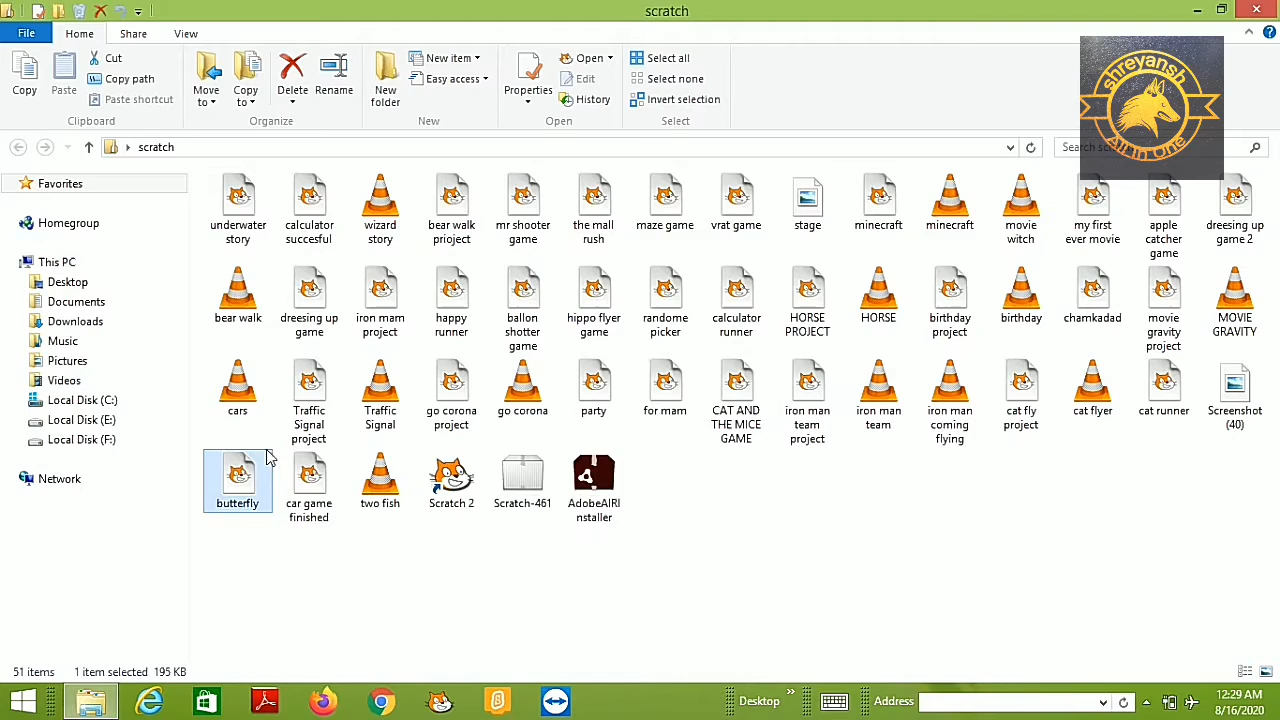 scratch
File
Home
Share
View
Copy
Paste
Cut
Copy path
Paste shortcut
Clipboard
Move to
Copy to
Delete
Rename
Organize
New folder
New item
Easy access
New
Properties
Open
Edit
History
Open
Select all
Select none
Invert selection
Select
shreyansh
All In One
scratch
Search
Favorites
Homegroup
This PC
Desktop
Documents
Downloads
Music
Pictures
Videos
Local Disk (C:)
Local Disk (E:)
Local Disk (F:)
Network
underwater story
calculator succesful
wizard story
bear walk prioject
mr shooter game
the mall rush
maze game
vrat game
stage
minecraft
minecraft
movie witch
my first ever movie
apple catcher game
dreesing up game 2
bear walk
dreesing up game
iron mam project
happy runner
ballon shotter game
hippo flyer game
randome picker
calculator runner
HORSE PROJECT
HORSE
birthday project
birthday
chamkadad
movie gravity project
MOVIE GRAVITY
cars
Traffic Signal project
Traffic Signal
go corona project
go corona
party
for mam
CAT AND THE MICE GAME
iron man team project
iron man team
iron man coming flying
cat fly project
cat flyer
cat runner
Screenshot (40)
butterfly
car game finished
two fish
Scratch 2
Scratch-461
AdobeAIRInstaller
51 items
1 item selected 195 KB
Desktop
Address
12:29 AM
8/16/2020